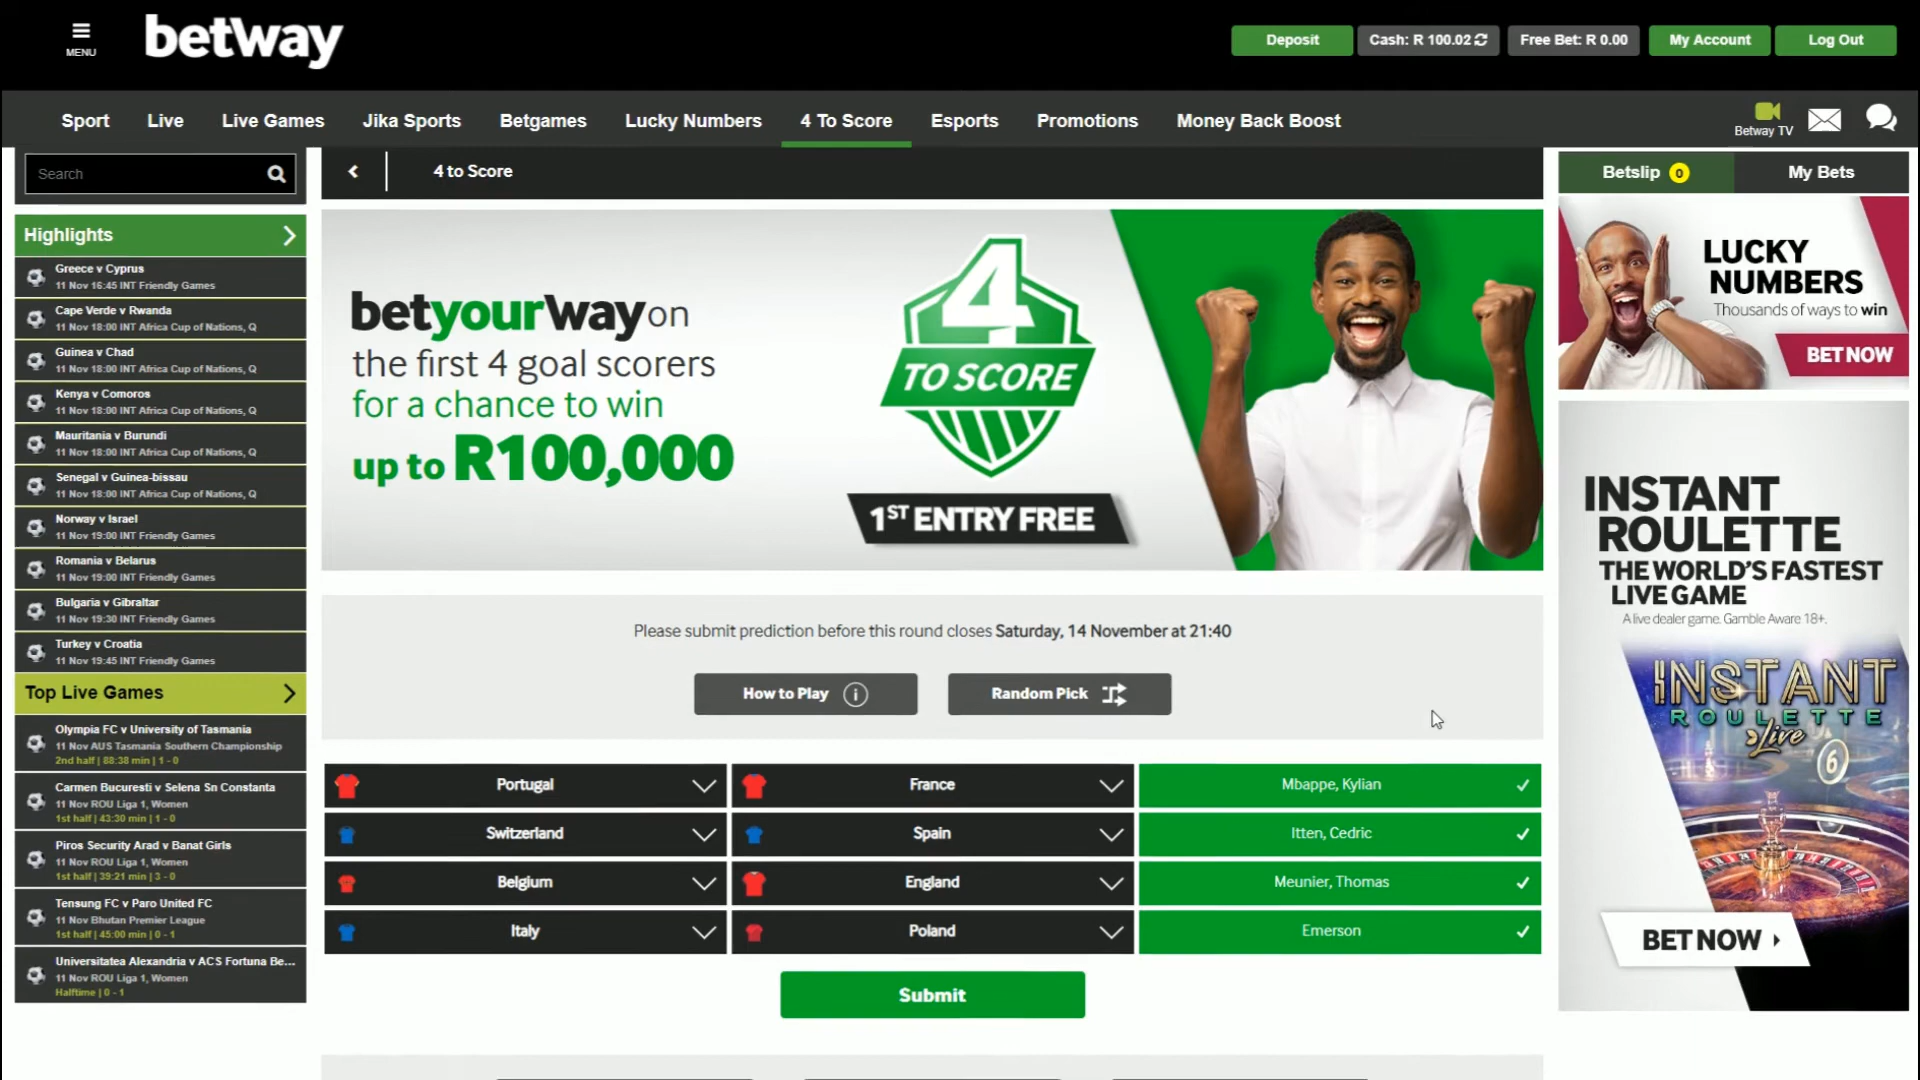 MENU
betway
Deposit
Cash: R 100.02
Free Bet: R 0.00
My Account
Log Out
Sport
Live
Live Games
Jika Sports
Betgames
Lucky Numbers
4 To Score
Esports
Promotions
Money Back Boost
Betway TV
Search
4 to Score
Betslip 0
My Bets
Highlights
Greece v Cyprus
11 Nov 16:45 INT Friendly Games
Cape Verde v Rwanda
11 Nov 18:00 INT Africa Cup of Nations, Q
Guinea v Chad
11 Nov 18:00 INT Africa Cup of Nations, Q
Kenya v Comoros
11 Nov 18:00 INT Africa Cup of Nations, Q
Mauritania v Burundi
11 Nov 18:00 INT Africa Cup of Nations, Q
Senegal v Guinea-bissau
11 Nov 18:00 INT Africa Cup of Nations, Q
Norway v Israel
11 Nov 19:00 INT Friendly Games
Romania v Belarus
11 Nov 19:00 INT Friendly Games
Bulgaria v Gibraltar
11 Nov 19:30 INT Friendly Games
Turkey v Croatia
11 Nov 19:45 INT Friendly Games
Top Live Games
Olympia FC v University of Tasmania
11 Nov AUS Tasmania Southern Championship
2nd half | 88:38 min | 1 - 0
Carmen Bucuresti v Selena Sn Constanta
11 Nov ROU Liga 1, Women
1st half | 43:30 min | 1 - 0
Piros Security Arad v Banat Girls
11 Nov ROU Liga 1, Women
1st half | 39:21 min | 3 - 0
Tensung FC v Paro United FC
11 Nov Bhutan Premier League
1st half | 45:00 min | 0 - 1
Universitatea Alexandria v ACS Fortuna Be...
11 Nov ROU Liga 1, Women
Halftime | 0 - 1
betyourway on
the first 4 goal scorers
for a chance to win
up to R100,000
4
TO SCORE
1ST ENTRY FREE
Please submit prediction before this round closes Saturday, 14 November at 21:40
How to Play
Random Pick
Portugal
France
Mbappe, Kylian
Switzerland
Spain
Itten, Cedric
Belgium
England
Meunier, Thomas
Italy
Poland
Emerson
Submit
LUCKY
NUMBERS
Thousands of ways to win
BET NOW
INSTANT
ROULETTE
THE WORLD'S FASTEST
LIVE GAME
A live dealer game. Gamble Aware 18+.
INSTANT
ROULETTE
Live
6
BET NOW